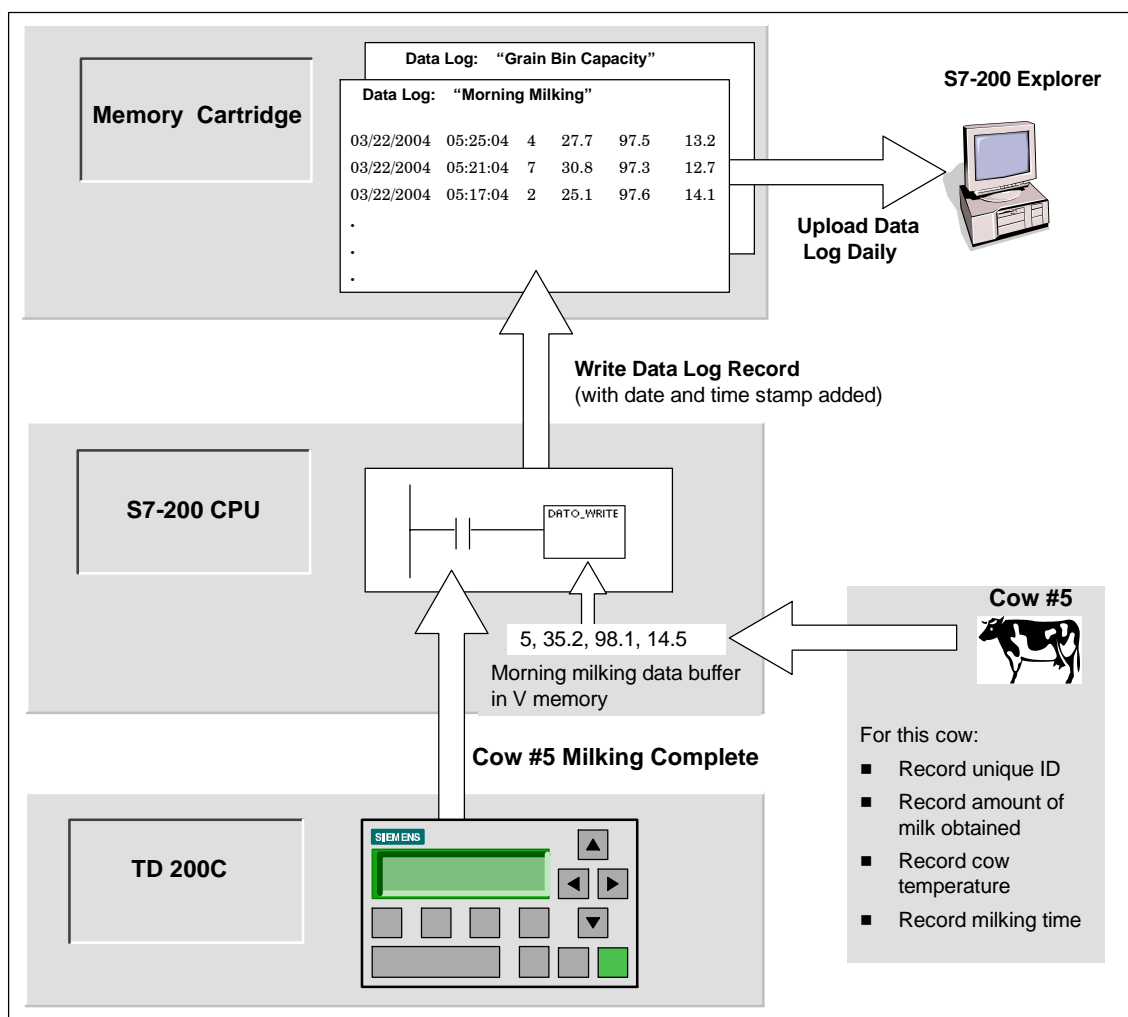 Memory Cartridge
Data Log: “Grain Bin Capacity”
Data Log: “Morning Milking”
03/22/2004 05:25:04 4 27.7 97.5 13.2
03/22/2004 05:21:04 7 30.8 97.3 12.7
03/22/2004 05:17:04 2 25.1 97.6 14.1
.
.
.
S7-200 Explorer
Upload Data
Log Daily
Write Data Log Record
(with date and time stamp added)
S7-200 CPU
DAT0_WRITE
5, 35.2, 98.1, 14.5
Morning milking data buffer
in V memory
Cow #5
For this cow:
■ Record unique ID
■ Record amount of
milk obtained
■ Record cow
temperature
■ Record milking time
Cow #5 Milking Complete
TD 200C
SIEMENS